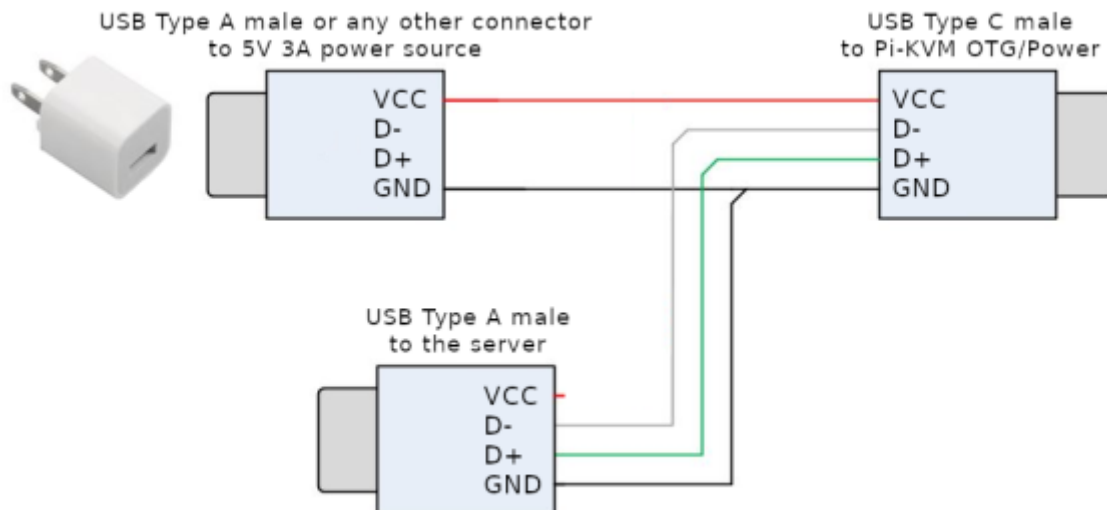 USB Type A male or any other connector
to 5V 3A power source
USB Type C male
to Pi-KVM OTG/Power
VCC
D-
D+
GND
VCC
D-
D+
GND
USB Type A male
to the server
VCC
D-
D+
GND